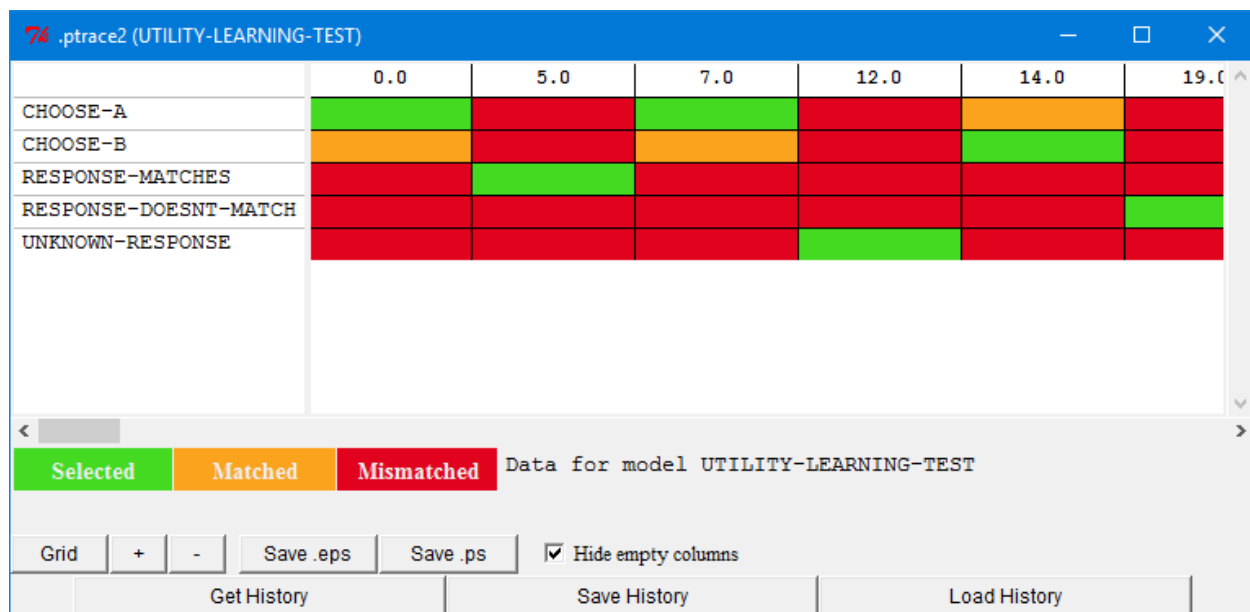 .ptrace2 (UTILITY-LEARNING-TEST)
0.0 5.0 7.0 12.0 14.0 19.0
CHOOSE-A
CHOOSE-B
RESPONSE-MATCHES
RESPONSE-DOESNT-MATCH
UNKNOWN-RESPONSE
Selected Matched Mismatched Data for model UTILITY-LEARNING-TEST
Grid + - Save .eps Save .ps Hide empty columns
Get History Save History Load History